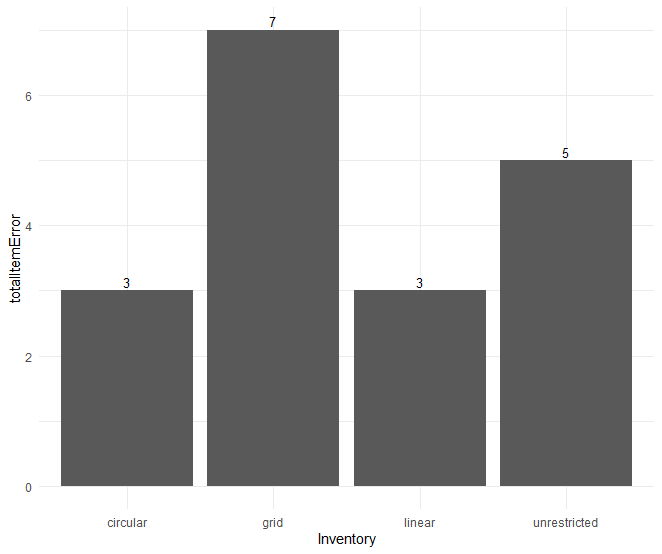 7
5
3
3
6
4
2
0
totalItemError
circular
grid
linear
unrestricted
Inventory